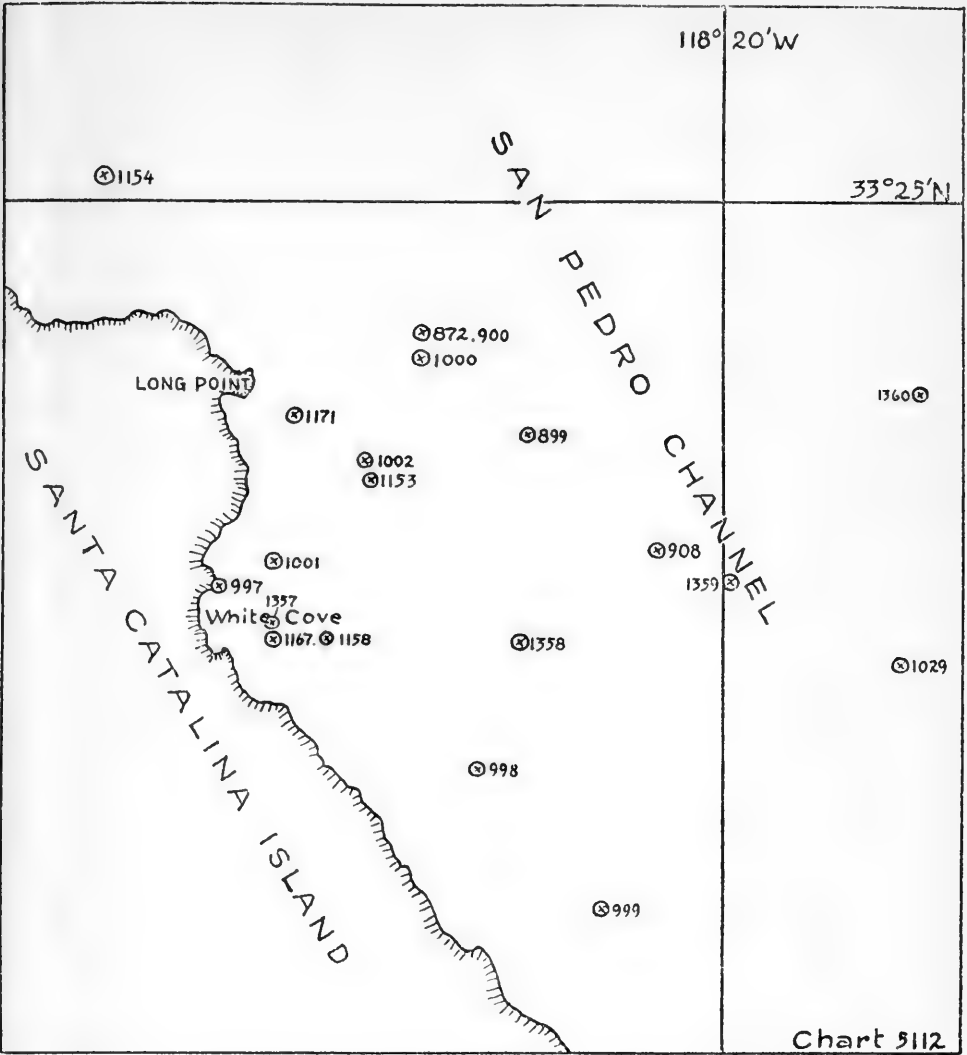 118° 20'W
1154
33°25'N
SAN PEDRO CHANNEL
872.900
1000
LONG POINT
1360
1171
899
1002
1153
SANTA CATALINA ISLAND
908
1001
1359
997
1357
White Cove
1167. 1158
1358
1029
998
999
Chart 5112